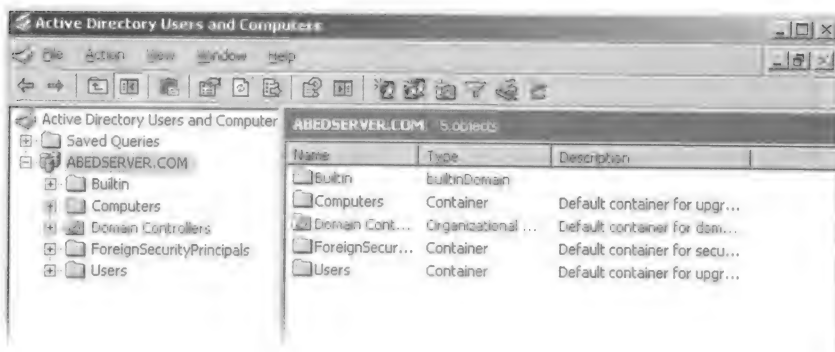 Active Directory Users and Computers
File Action View Window Help
Active Directory Users and Computer
Saved Queries
ABEDSERVER.COM
Builtin
Computers
Domain Controllers
ForeignSecurityPrincipals
Users
ABEDSERVER.COM 5 objects
Name Type Description
Builtin builtinDomain
Computers Container Default container for upgr...
Domain Cont... Organizational ... Default container for dom...
ForeignSecur... Container Default container for secu...
Users Container Default container for upgr...